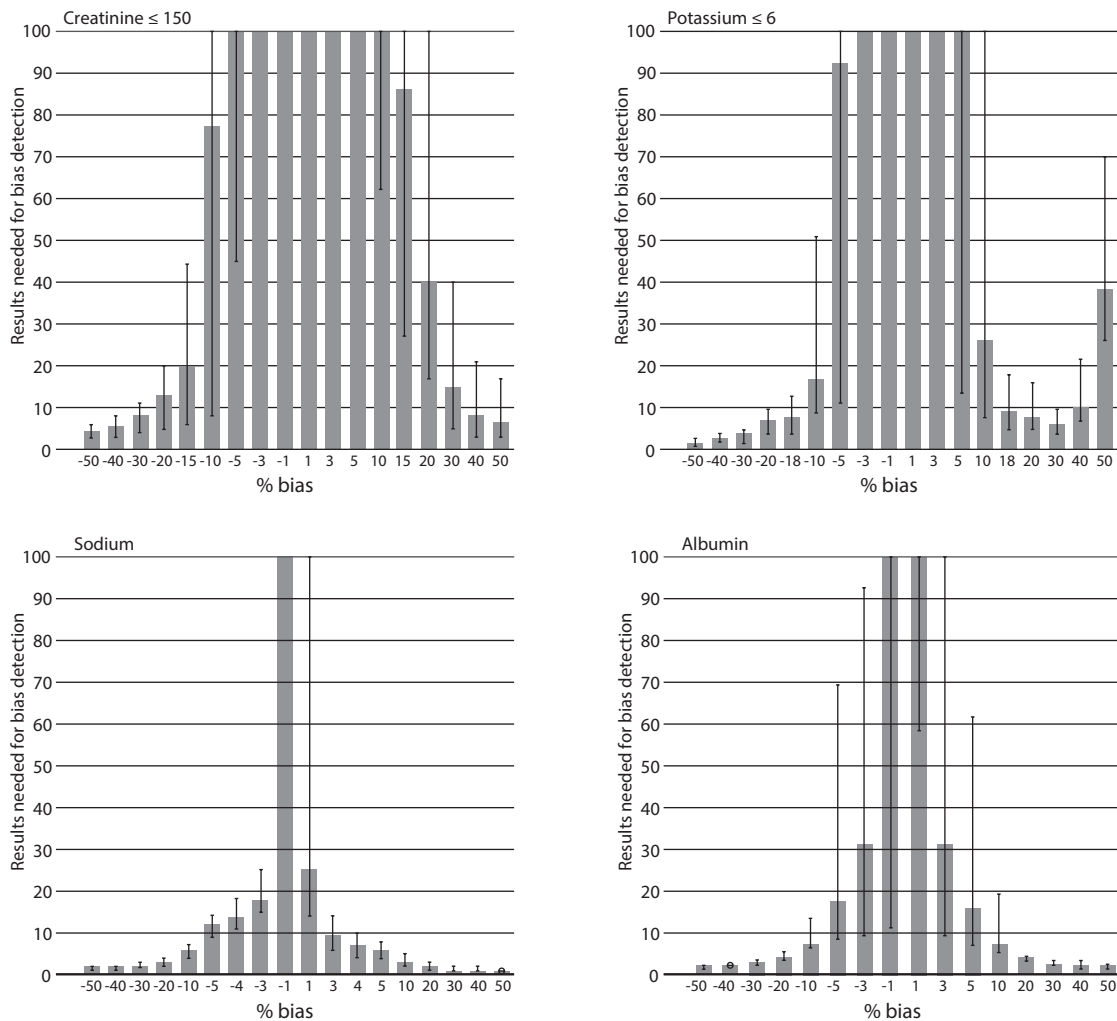 Creatinine ≤ 150
100
90
80
70
60
50
40
30
20
10
0
Results needed for bias detection
-50 -40 -30 -20 -15 -10 -5 -3 -1 1 3 5 10 15 20 30 40 50
% bias
Potassium ≤ 6
100
90
80
70
60
50
40
30
20
10
0
Results needed for bias detection
-50 -40 -30 -20 -18 -10 -5 -3 -1 1 3 5 10 18 20 30 40 50
% bias
Sodium
100
90
80
70
60
50
40
30
20
10
0
Results needed for bias detection
-50 -40 -30 -20 -10 -5 -4 -3 -1 1 3 4 5 10 20 30 40 50
% bias
Albumin
100
90
80
70
60
50
40
30
20
10
0
Results needed for bias detection
-50 -40 -30 -20 -10 -5 -3 -1 1 3 5 10 20 30 40 50
% bias